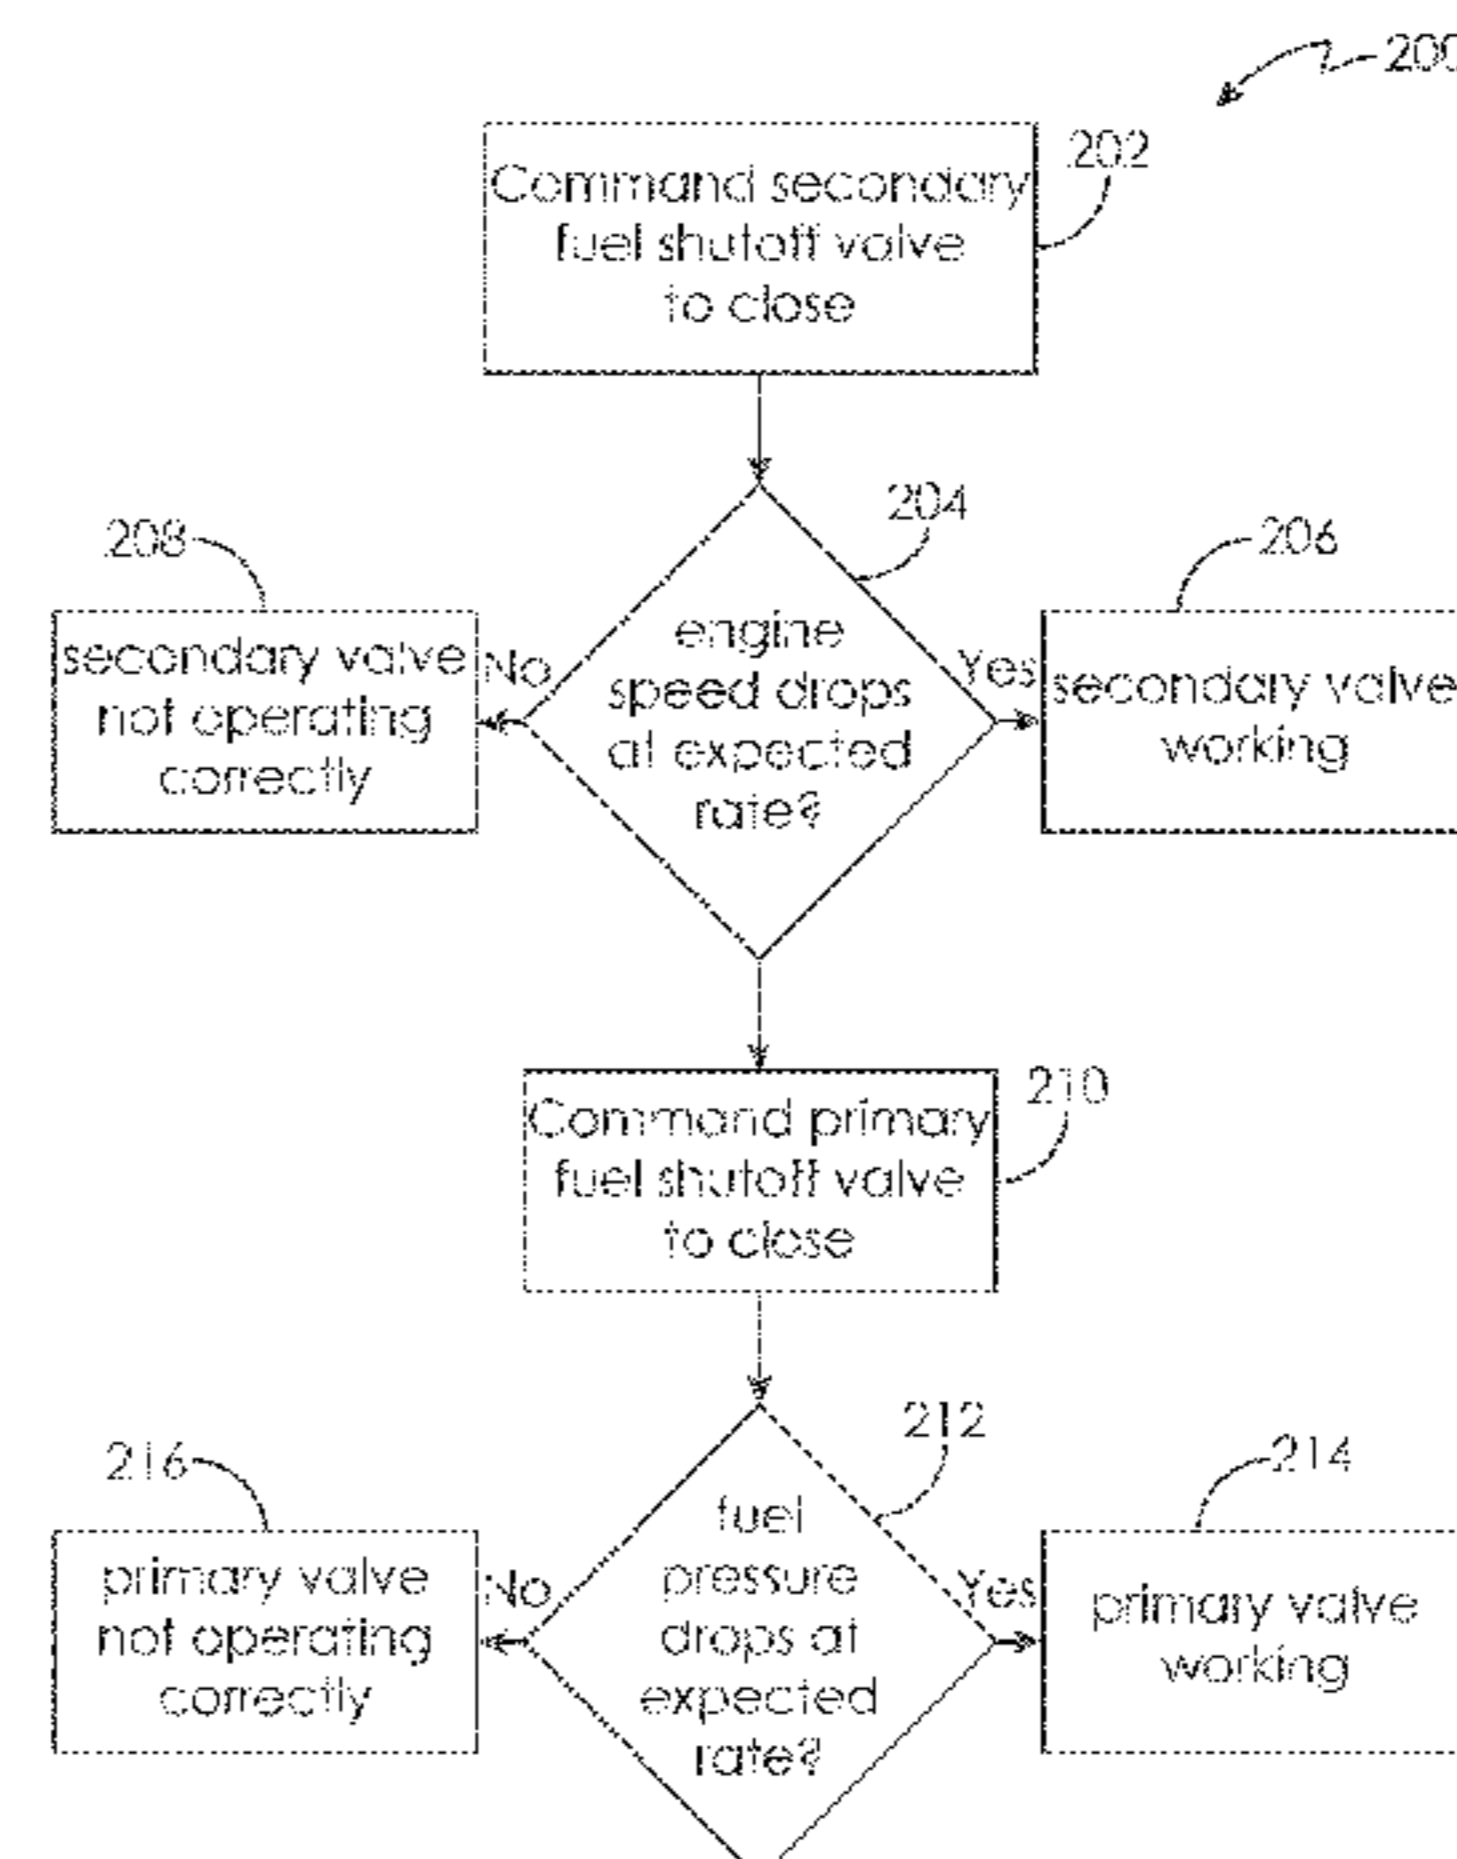 200
202
Command secondary
fuel shutoff valve
to close
204
208
206
engine
speed drops
at expected
rate?
No
Yes
secondary valve
not operating
correctly
secondary valve
working
210
Command primary
fuel shutoff valve
to close
212
216
214
fuel
pressure
drops at
expected
rate?
No
Yes
primary valve
not operating
correctly
primary valve
working